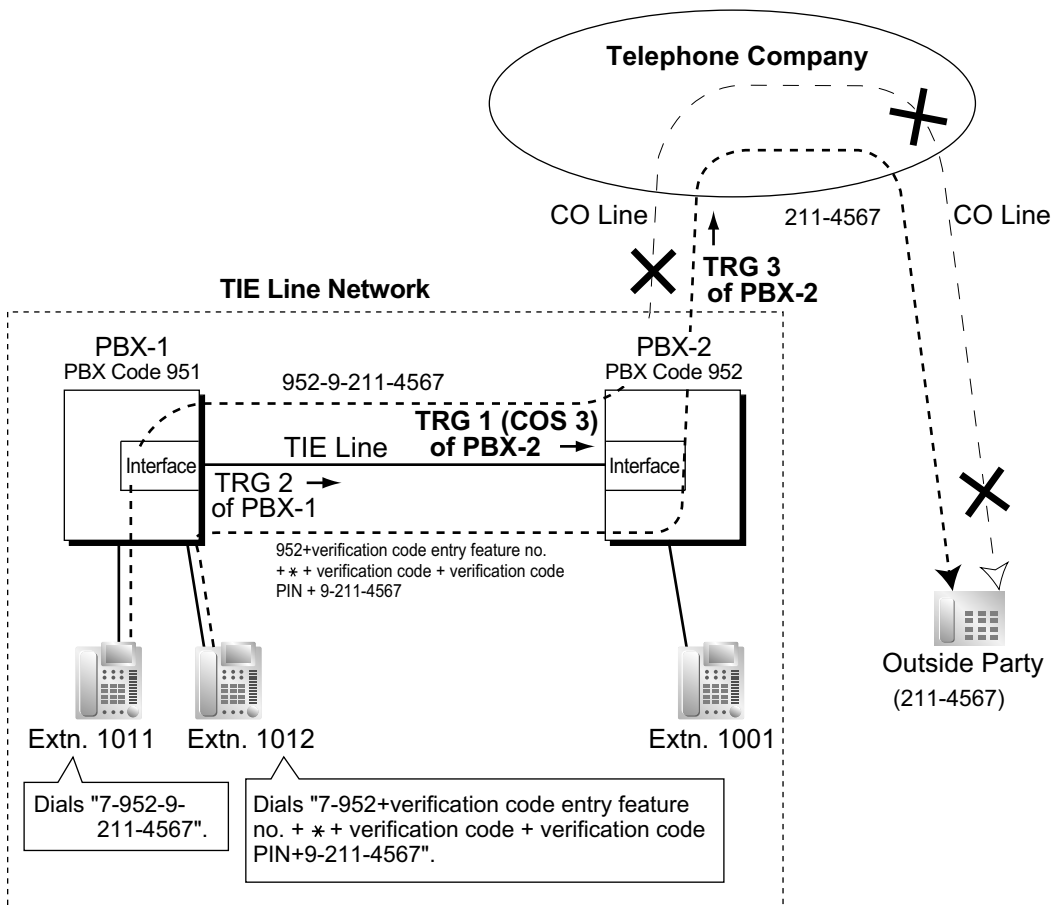 Telephone Company
CO Line
211-4567
CO Line
TRG 3
of PBX-2
TIE Line Network
PBX-1
PBX Code 951
PBX-2
PBX Code 952
952-9-211-4567
TRG 1 (COS 3)
of PBX-2
Interface
TIE Line
Interface
TRG 2
of PBX-1
952+verification code entry feature no.
+ * + verification code + verification code
PIN + 9-211-4567
Extn. 1011
Extn. 1012
Extn. 1001
Outside Party
(211-4567)
Dials "7-952-9-
211-4567".
Dials "7-952+verification code entry feature
no. + * + verification code + verification code
PIN+9-211-4567".